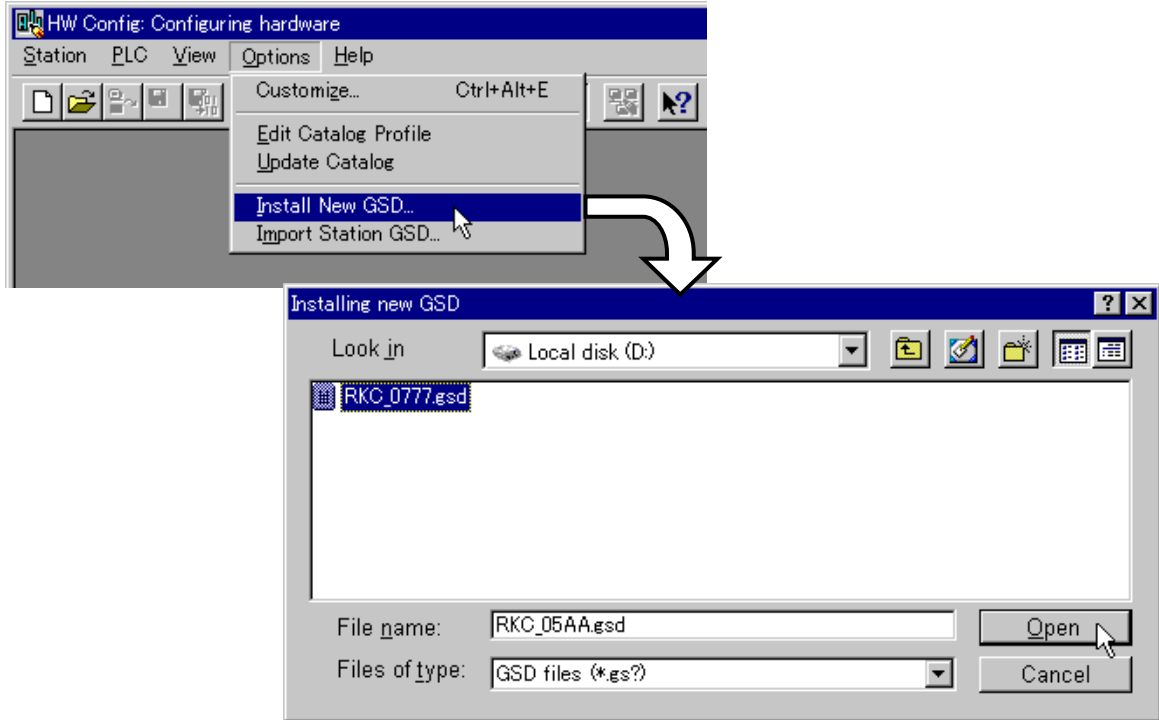 HW Config: Configuring hardware
Station PLC View Options Help
Customize... Ctrl+Alt+E
Edit Catalog Profile
Update Catalog
Install New GSD...
Import Station GSD...
Installing new GSD
Look in Local disk (D:)
RKC_0777.gsd
File name: RKC_05AA.gsd Open
Files of type: GSD files (*.gs?) Cancel